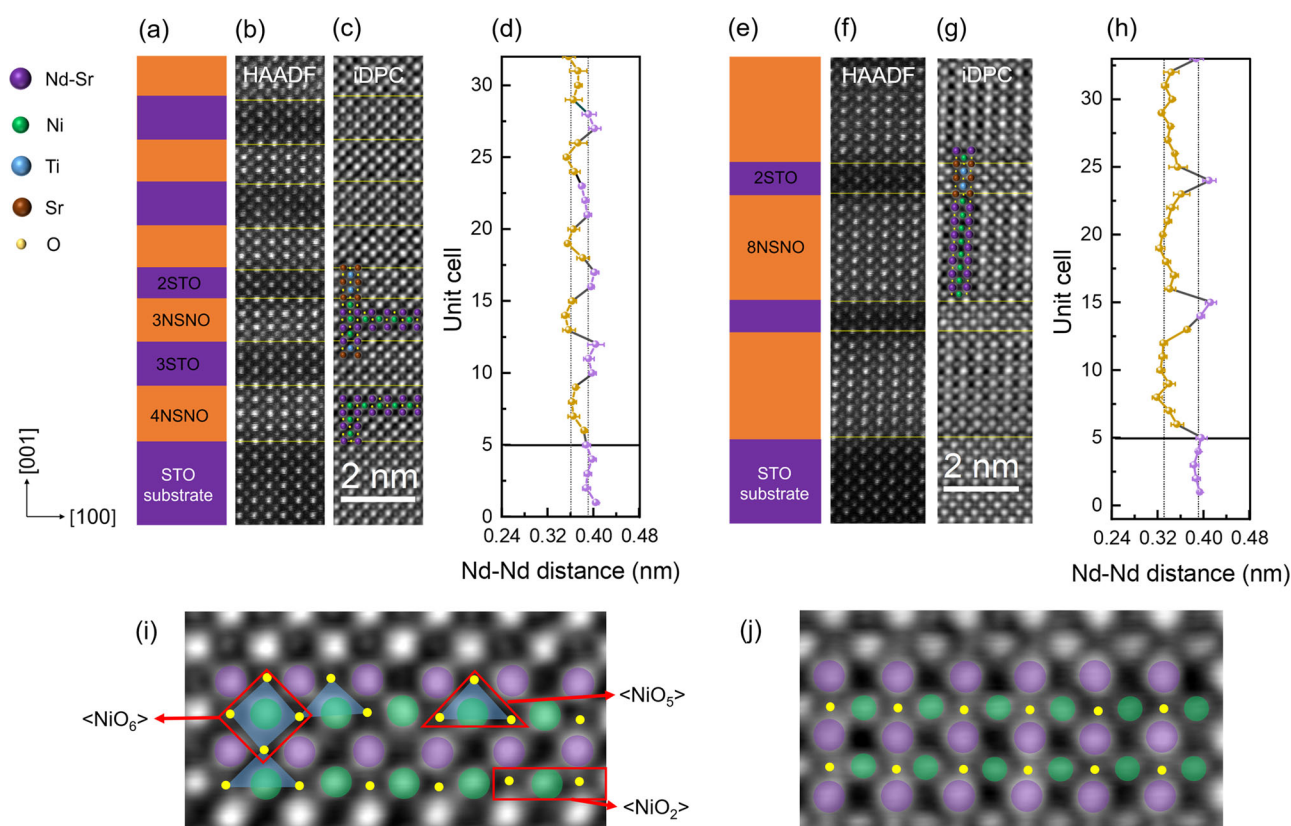 (a)
(b)
(c)
(d)
(e)
(f)
(g)
(h)
Nd-Sr
Ni
Ti
Sr
O
HAADF
iDPC
2STO
3NSNO
3STO
4NSNO
STO
substrate
[001]
[100]
2 nm
Unit cell
30
25
20
15
10
5
0
0.24 0.32 0.40 0.48
Nd-Nd distance (nm)
HAADF
iDPC
2STO
8NSNO
STO
substrate
2 nm
Unit cell
30
25
20
15
10
5
0
0.24 0.32 0.40 0.48
Nd-Nd distance (nm)
(i)
<NiO₆>
<NiO₅>
<NiO₂>
(j)